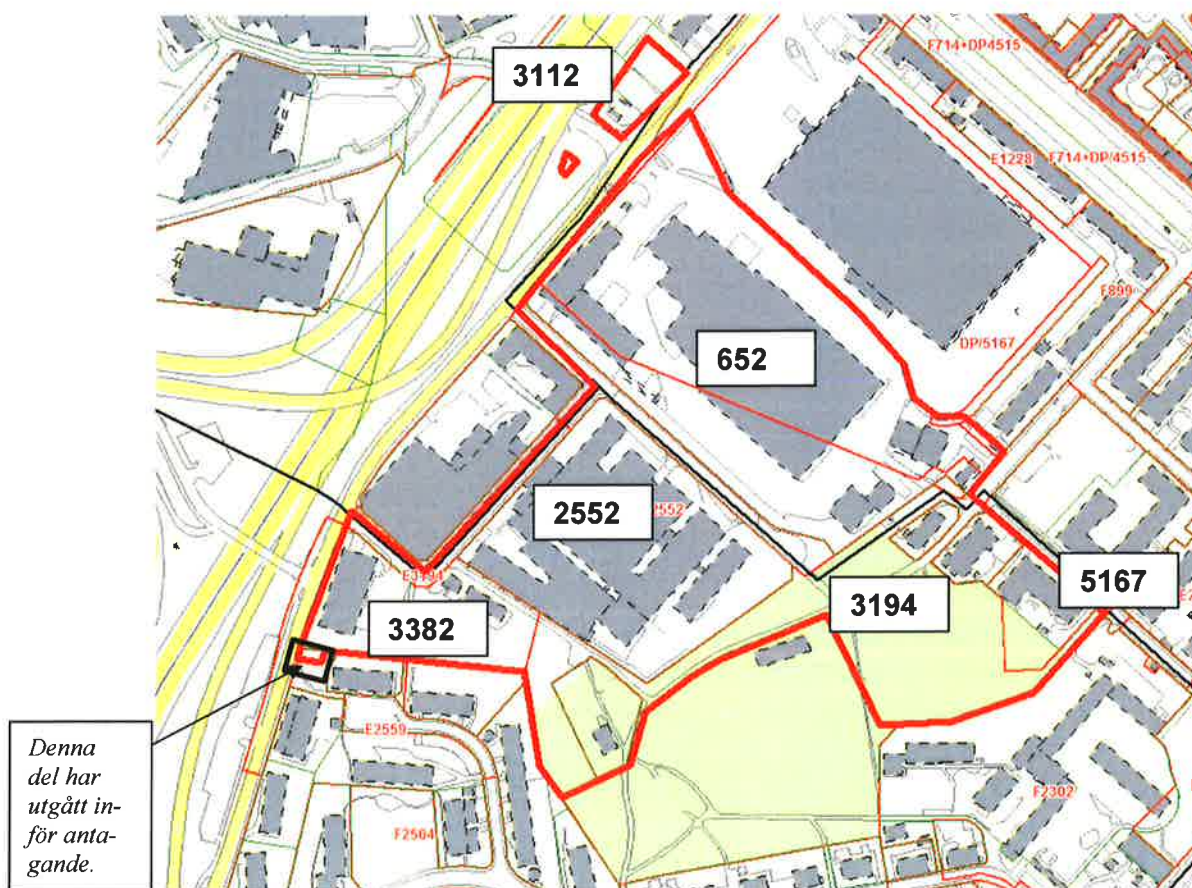 F714+DP4515
3112
E1228
F714+DP/4515
F899
DP/5167
652
2552
E3194
5167
3194
3382
E2559
Denna
del har
utgått in-
för anta-
gande.
F2302
F2504